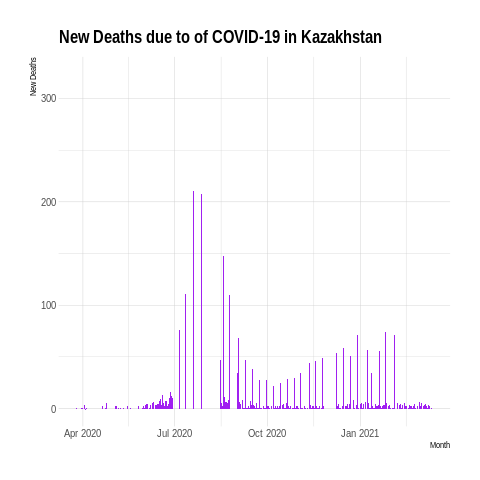 New Deaths due to of COVID-19 in Kazakhstan
New Deaths
300
200
100
0
Apr 2020 Jul 2020 Oct 2020 Jan 2021
Month